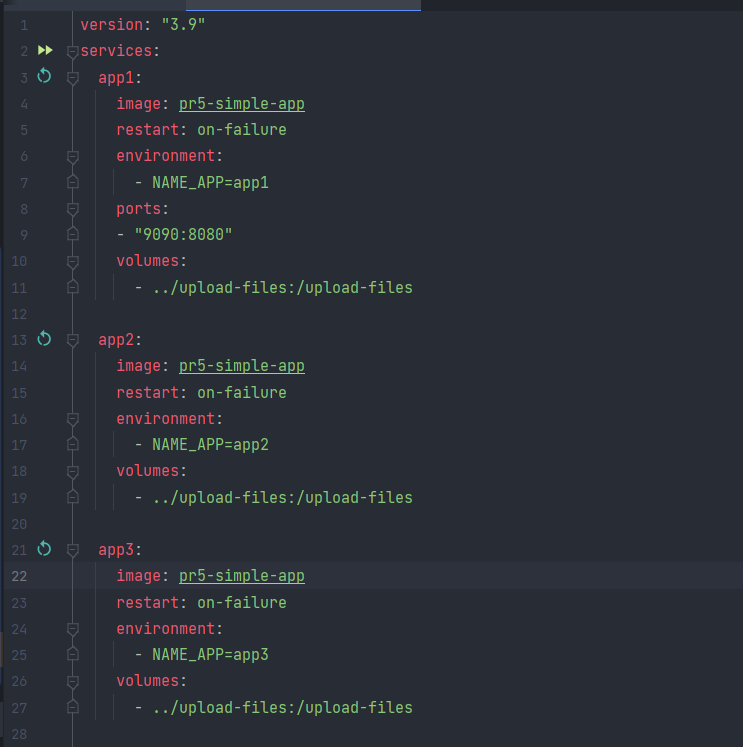 1 version: "3.9"
2 services:
3   app1:
4     image: pr5-simple-app
5     restart: on-failure
6     environment:
7       - NAME_APP=app1
8     ports:
9     - "9090:8080"
10     volumes:
11       - ../upload-files:/upload-files
12
13   app2:
14     image: pr5-simple-app
15     restart: on-failure
16     environment:
17       - NAME_APP=app2
18     volumes:
19       - ../upload-files:/upload-files
20
21   app3:
22     image: pr5-simple-app
23     restart: on-failure
24     environment:
25       - NAME_APP=app3
26     volumes:
27       - ../upload-files:/upload-files
28